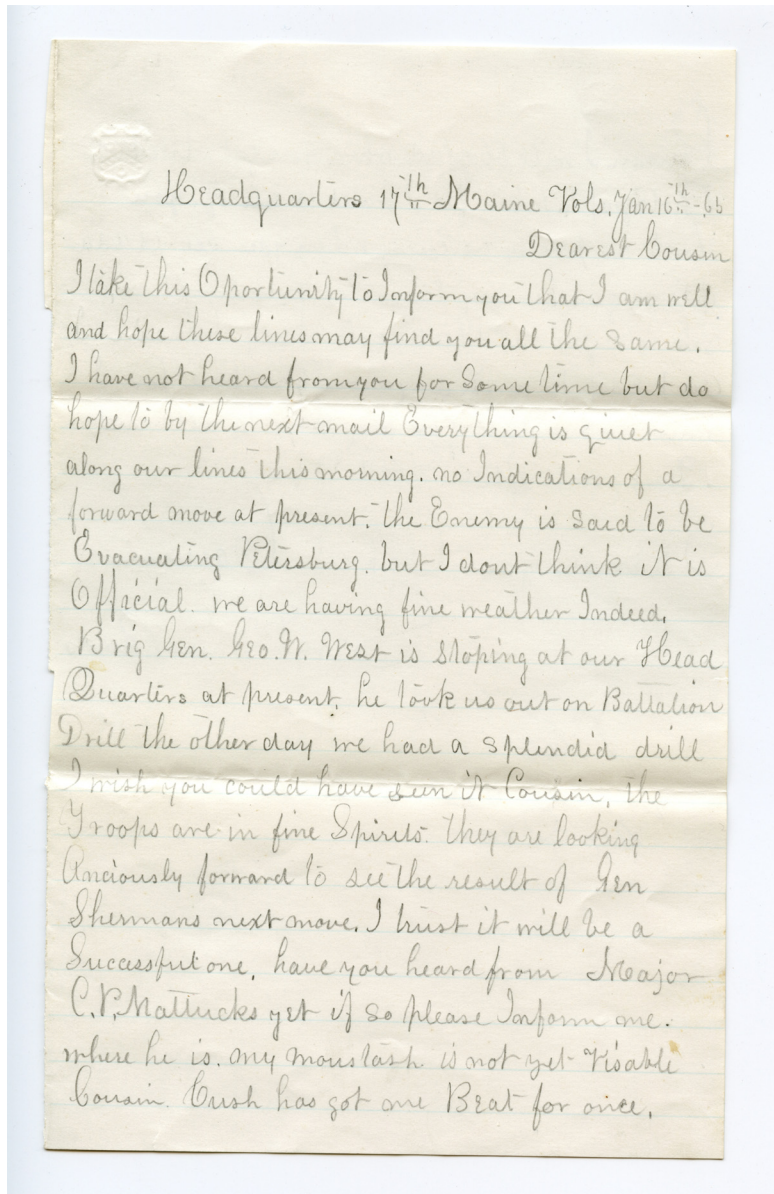 Headquarters 17th Maine Vols. Jan 16th -65
Dearest Cousin
I take this Oportunity to Inform you that I am well
and hope these lines may find you all the same.
I have not heard from you for Some time but do
hope to by the next mail Everything is quiet
along our lines this morning. no Indications of a
forward move at present. the Enemy is said to be
Evacuating Petersburg. but I dont think it is
Official. we are having fine weather Indeed.
Brig Gen. Geo. W. West is stoping at our Head
Quarters at present. he took us out on Battalion
Drill the other day we had a splendid drill
I wish you could have seen it Cousin, the
Troops are in fine Spirits. they are looking
Anciously forward to see the result of Gen
Shermans next move. I trust it will be a
Sucassful one. have you heard from Major
C. P. Mattucks yet if so please Inform me.
where he is. my moustash is not yet Visable
Cousin. Cush has got me Beat for once.